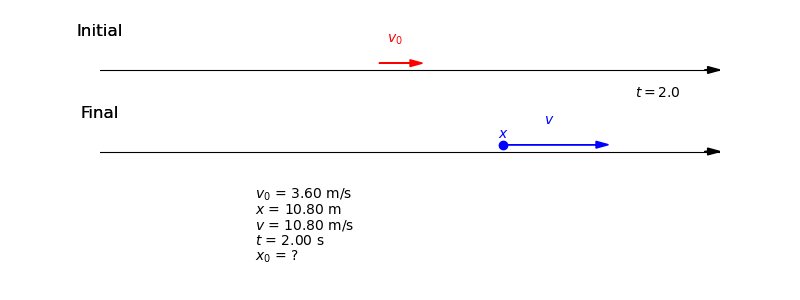 Initial
v₀
t = 2.0
Final
v
x
v₀ = 3.60 m/s
x = 10.80 m
v = 10.80 m/s
t = 2.00 s
x₀ = ?